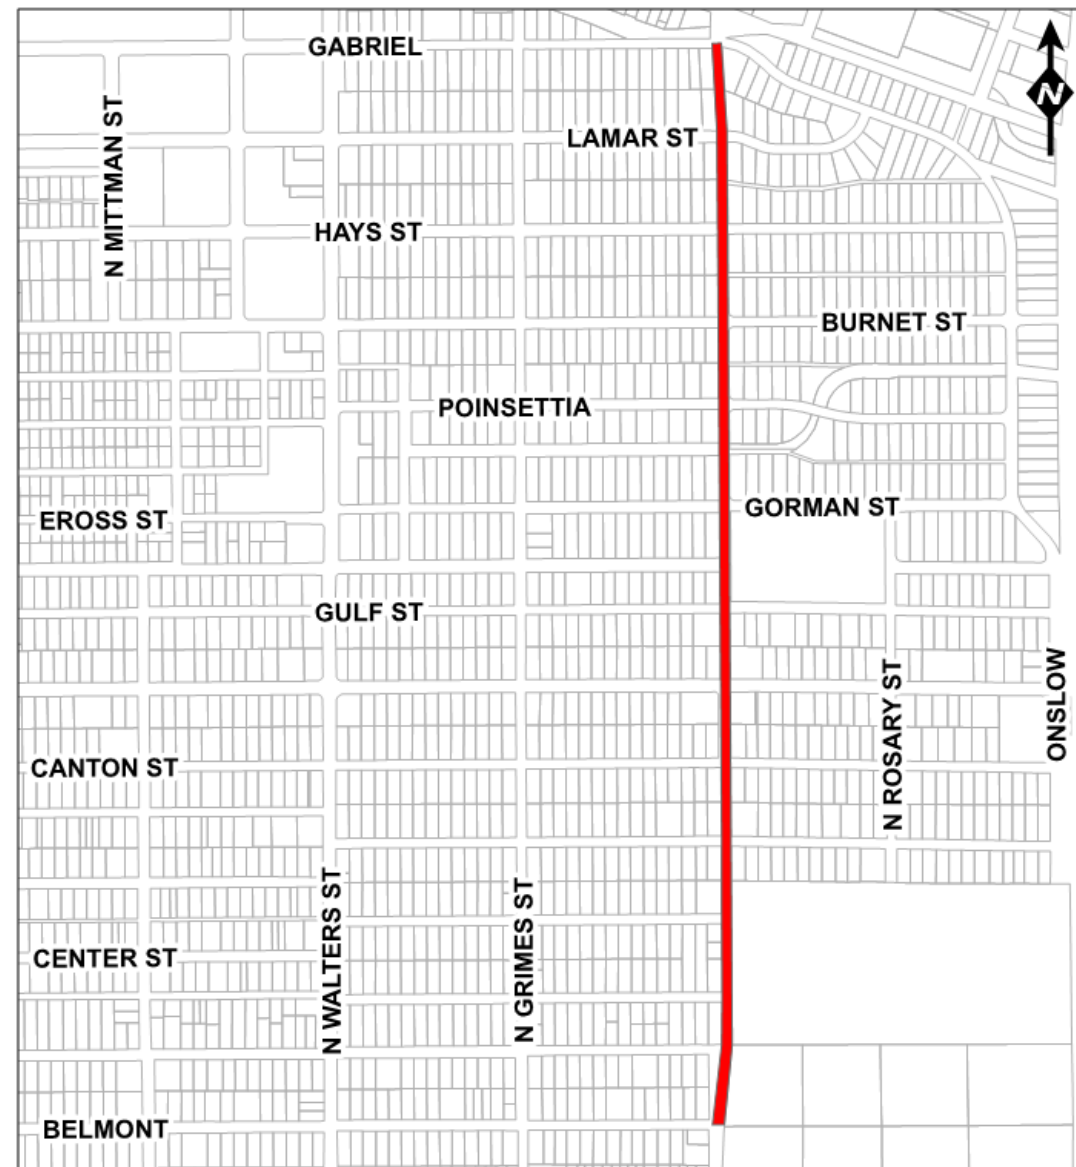 GABRIEL
N
N MITTMAN ST
LAMAR ST
HAYS ST
BURNET ST
POINSETTIA
GORMAN ST
EROSS ST
GULF ST
N ROSARY ST
ONSLOW
CANTON ST
N WALTERS ST
N GRIMES ST
CENTER ST
BELMONT